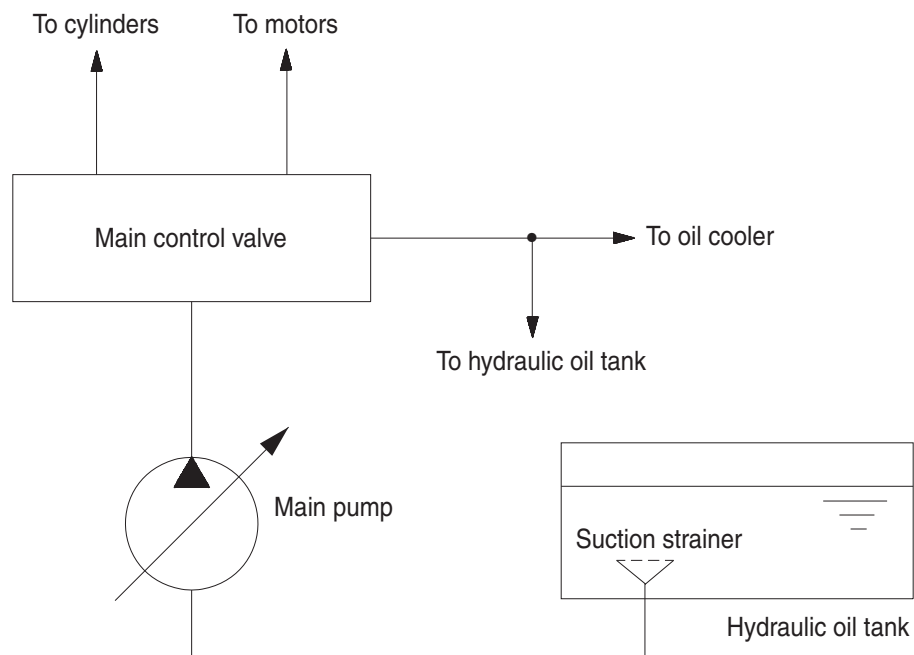 To cylinders
To motors
Main control valve
To oil cooler
To hydraulic oil tank
Main pump
Suction strainer
Hydraulic oil tank